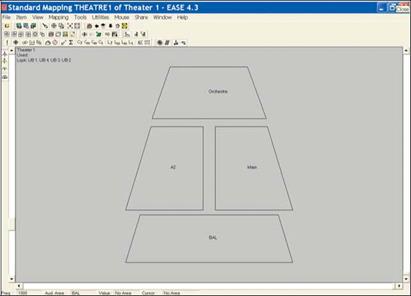 Standard Mapping THEATRE1 of Theater 1 - EASE 4.3
Close
File Item View Mapping Tools Utilities Mouse Share Window Help
Theater 1
Used:
Lspk: UB 1, UB 4, UB 3, UB 2
Orchestra
A2 Main
BAL
Freq: 1000 Aud. Area: BAL Value: No Area Cursor: No Area